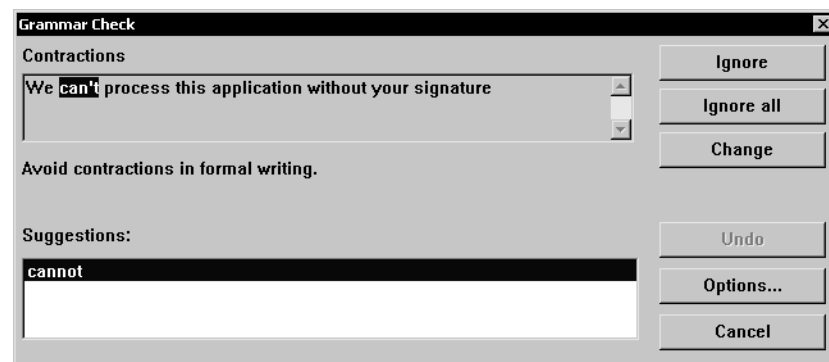 Grammar Check
Contractions
We can't process this application without your signature
Avoid contractions in formal writing.
Suggestions:
cannot
Ignore
Ignore all
Change
Undo
Options...
Cancel